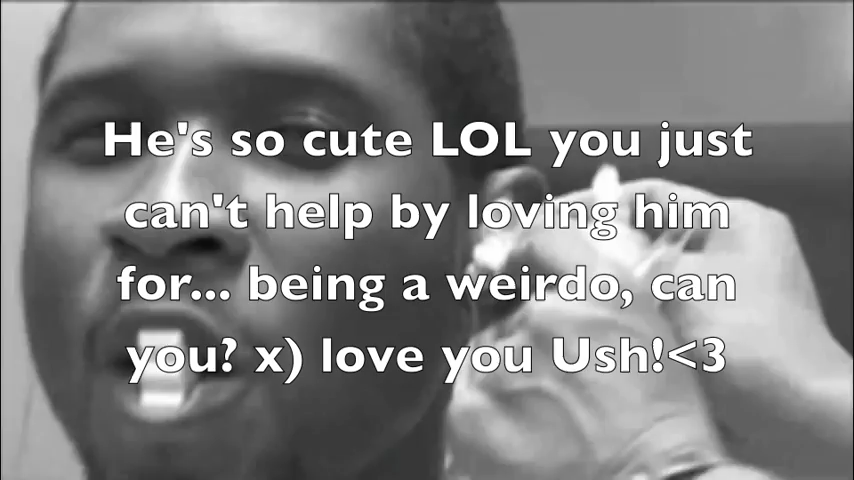 He's so cute LOL you just
can't help by loving him
for... being a weirdo, can
you? x) love you Ush!<3